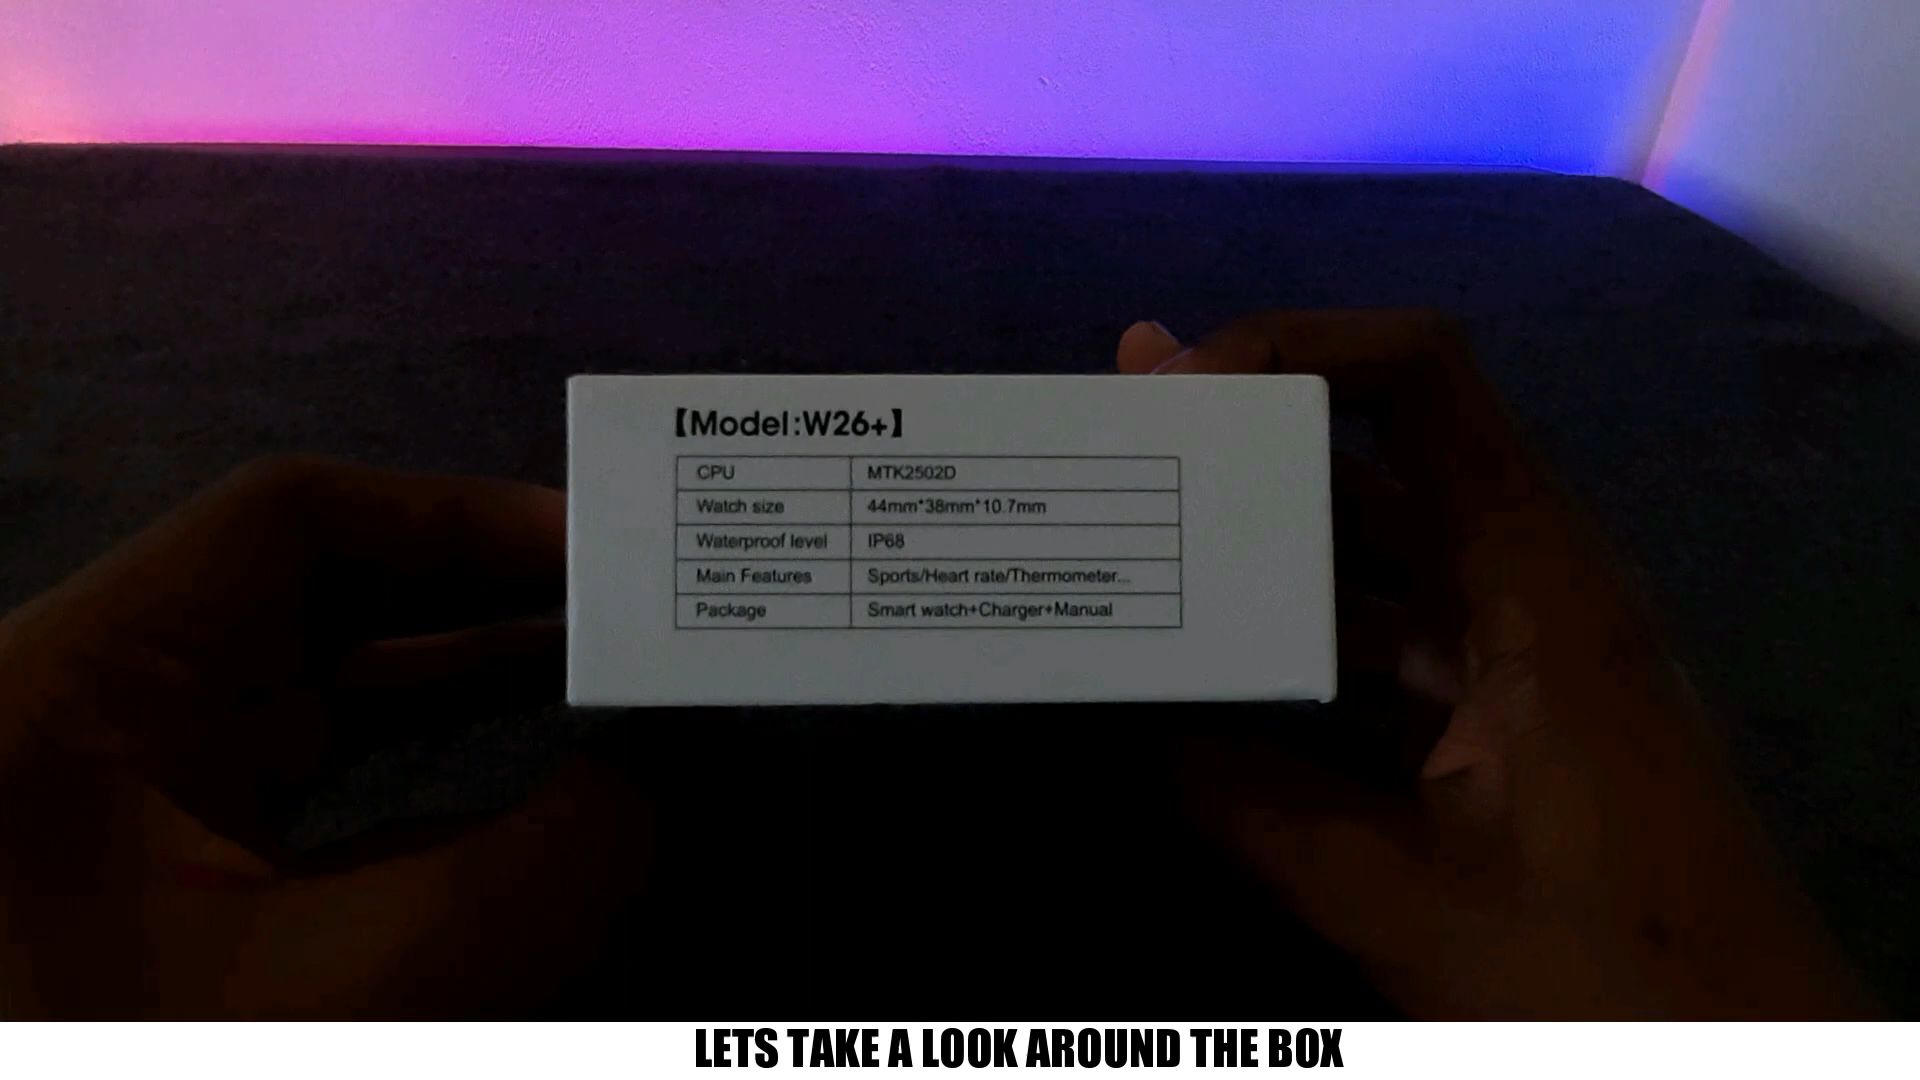 【Model:W26+】
CPU MTK2502D
Watch size 44mm*38mm*10.7mm
Waterproof level IP68
Main Features Sports/Heart rate/Thermometer...
Package Smart watch+Charger+Manual
LETS TAKE A LOOK AROUND THE BOX